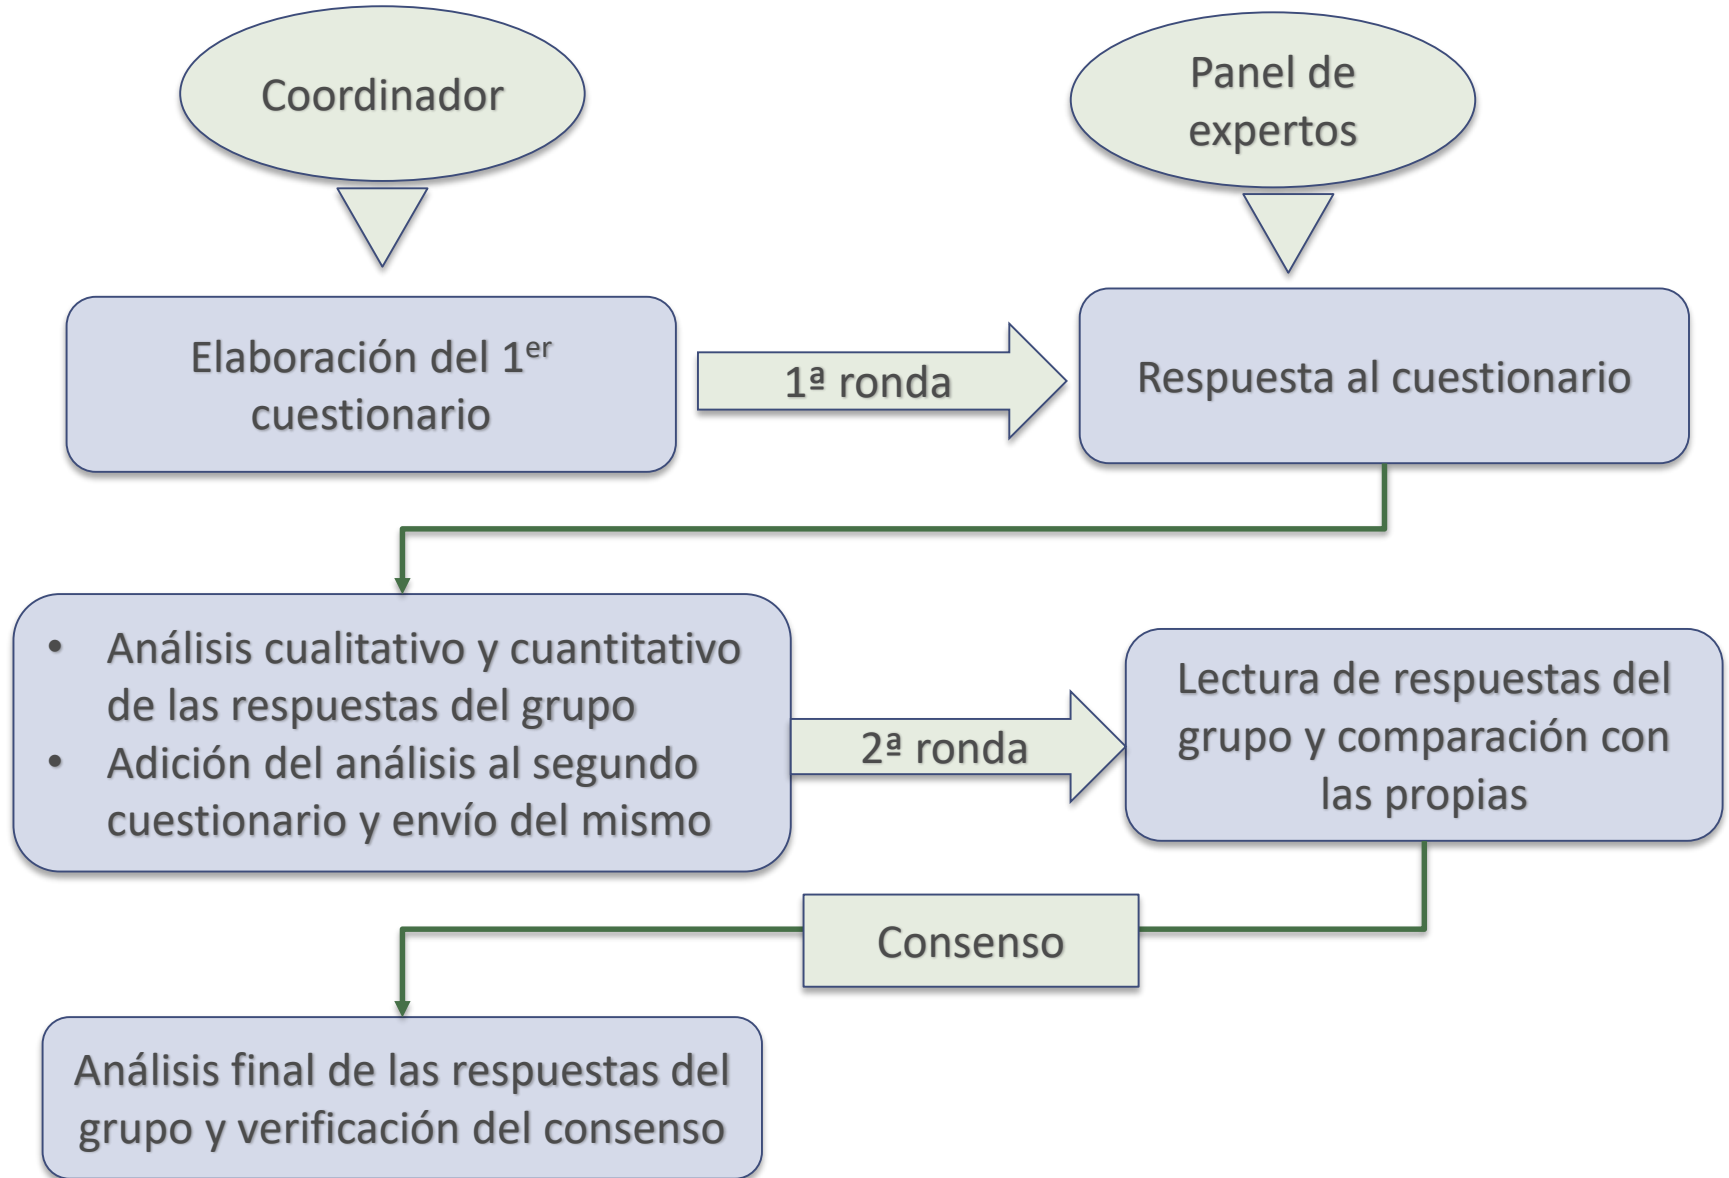 Coordinador
Panel de
expertos
Elaboración del 1er
cuestionario
1ª ronda
Respuesta al cuestionario
• Análisis cualitativo y cuantitativo
de las respuestas del grupo
• Adición del análisis al segundo
cuestionario y envío del mismo
2ª ronda
Lectura de respuestas del
grupo y comparación con
las propias
Consenso
Análisis final de las respuestas del
grupo y verificación del consenso